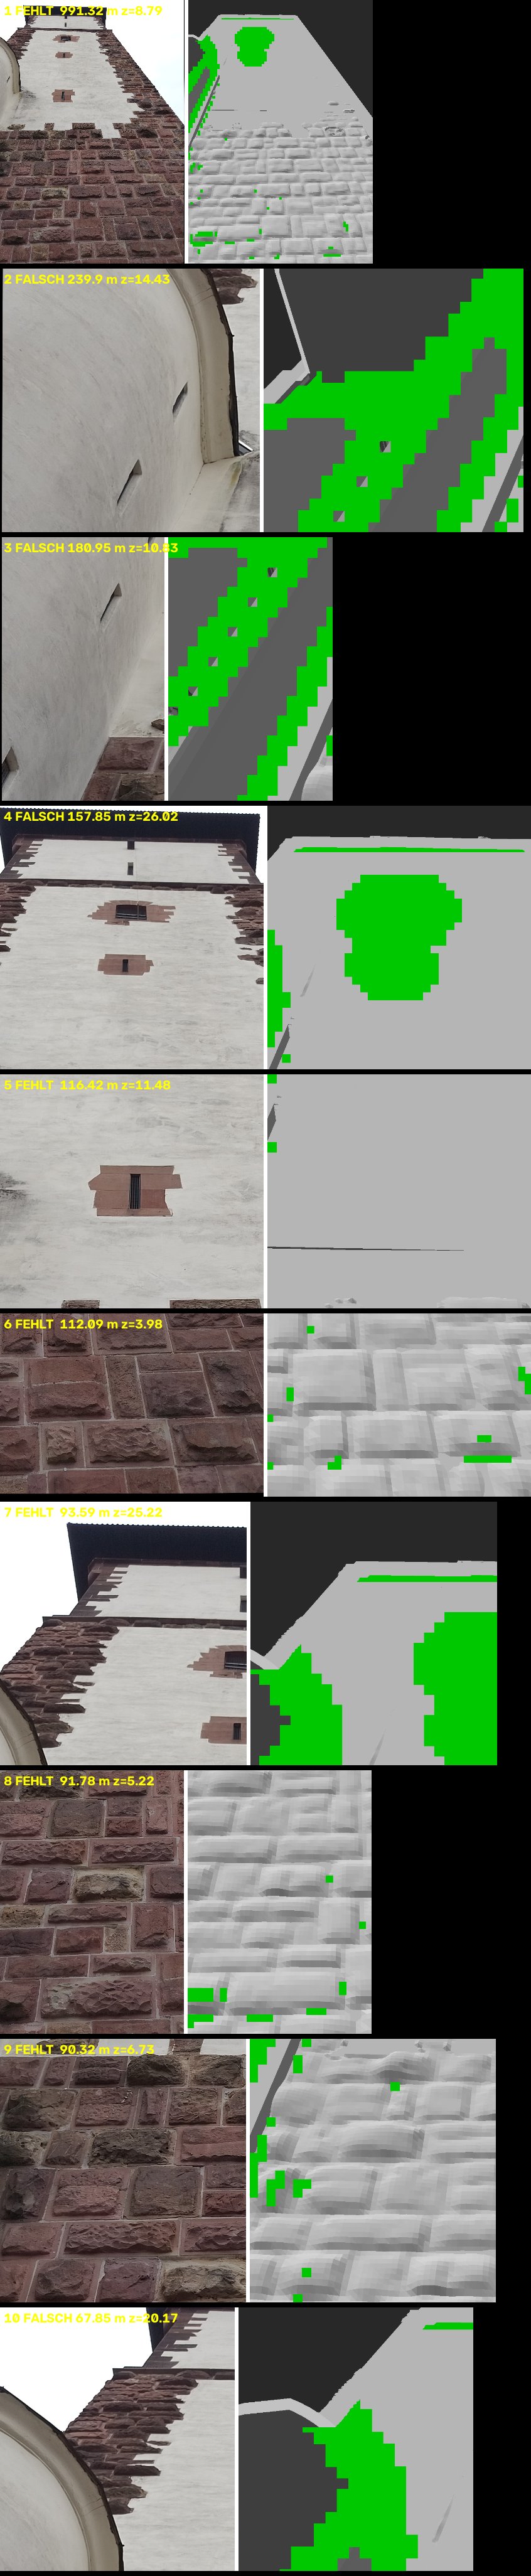 1 FEHLT 991.32 m z=8.79
2 FALSCH 239.9 m z=14.43
3 FALSCH 180.95 m z=10.83
4 FALSCH 157.85 m z=26.02
5 FEHLT 116.42 m z=11.48
6 FEHLT 112.09 m z=3.98
7 FEHLT 93.59 m z=25.22
8 FEHLT 91.78 m z=5.22
9 FEHLT 90.32 m z=6.73
10 FALSCH 67.85 m z=20.17